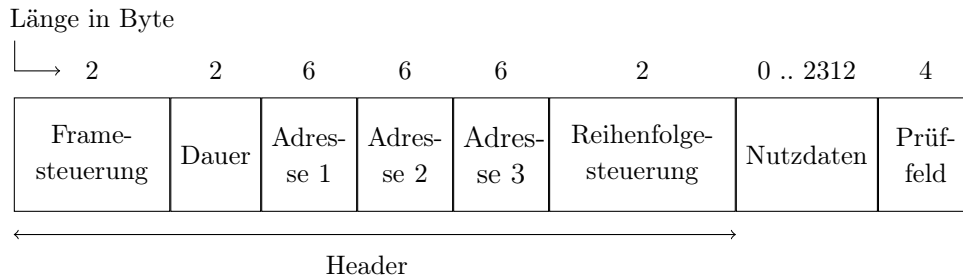 Länge in Byte
2 2 6 6 6 2 0 .. 2312 4
Frame- Adres- Adres- Adres- Reihenfolge- Prüf-
steuerung Dauer se 1 se 2 se 3 steuerung Nutzdaten feld
Header